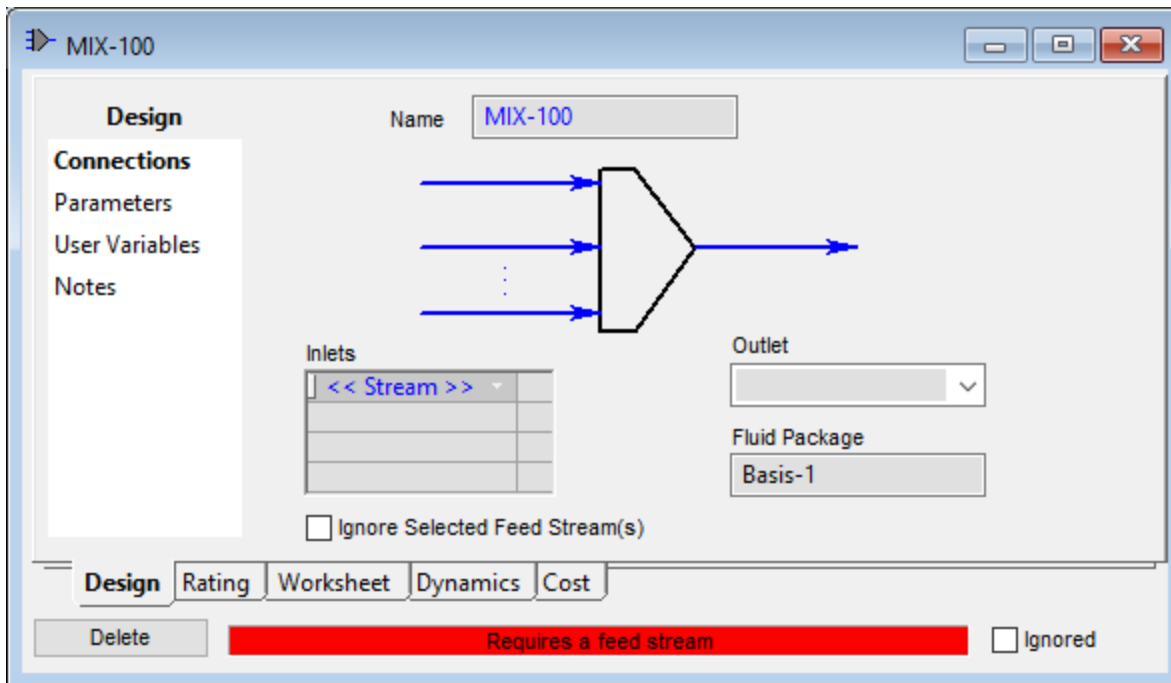 MIX-100
Design
Name MIX-100
Connections
Parameters
User Variables
Notes
Inlets
<< Stream >>
Outlet
Fluid Package
Basis-1
Ignore Selected Feed Stream(s)
Design Rating Worksheet Dynamics Cost
Delete Requires a feed stream Ignored